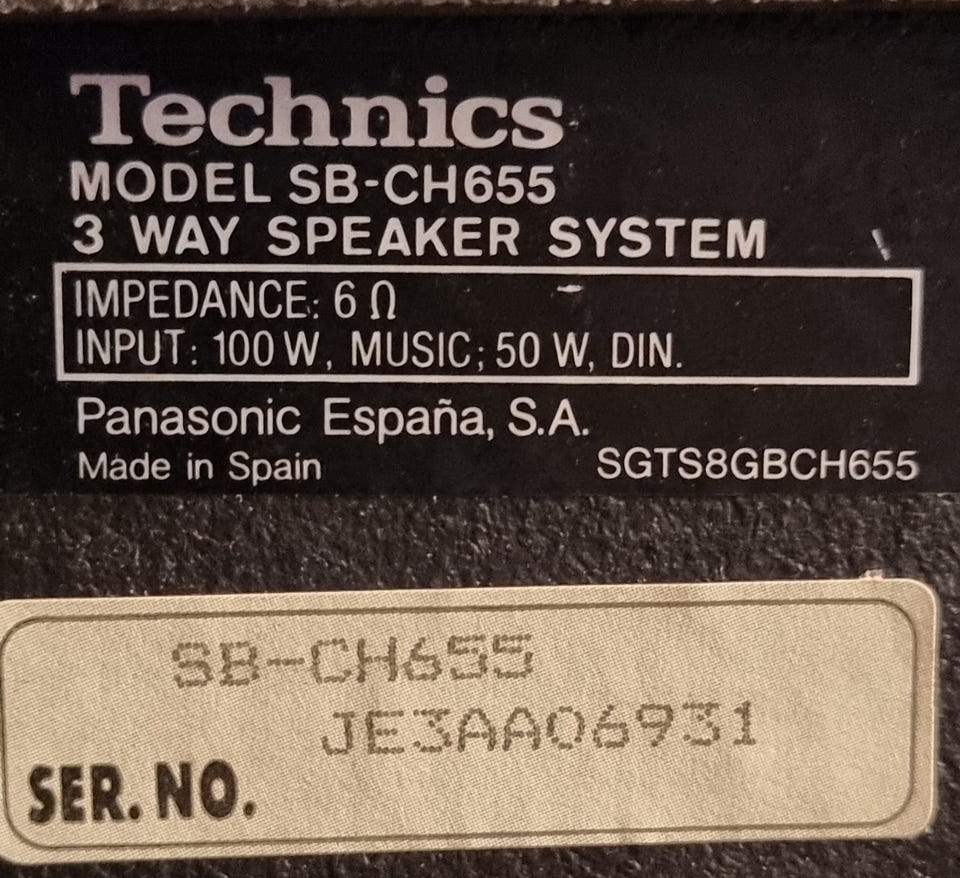 Technics
MODEL SB-CH655
3 WAY SPEAKER SYSTEM
IMPEDANCE: 6 Ω
INPUT: 100 W, MUSIC; 50 W, DIN.
Panasonic España, S.A.
Made in Spain SGTS8GBCH655
SB-CH655
JE3AA06931
SER. NO.